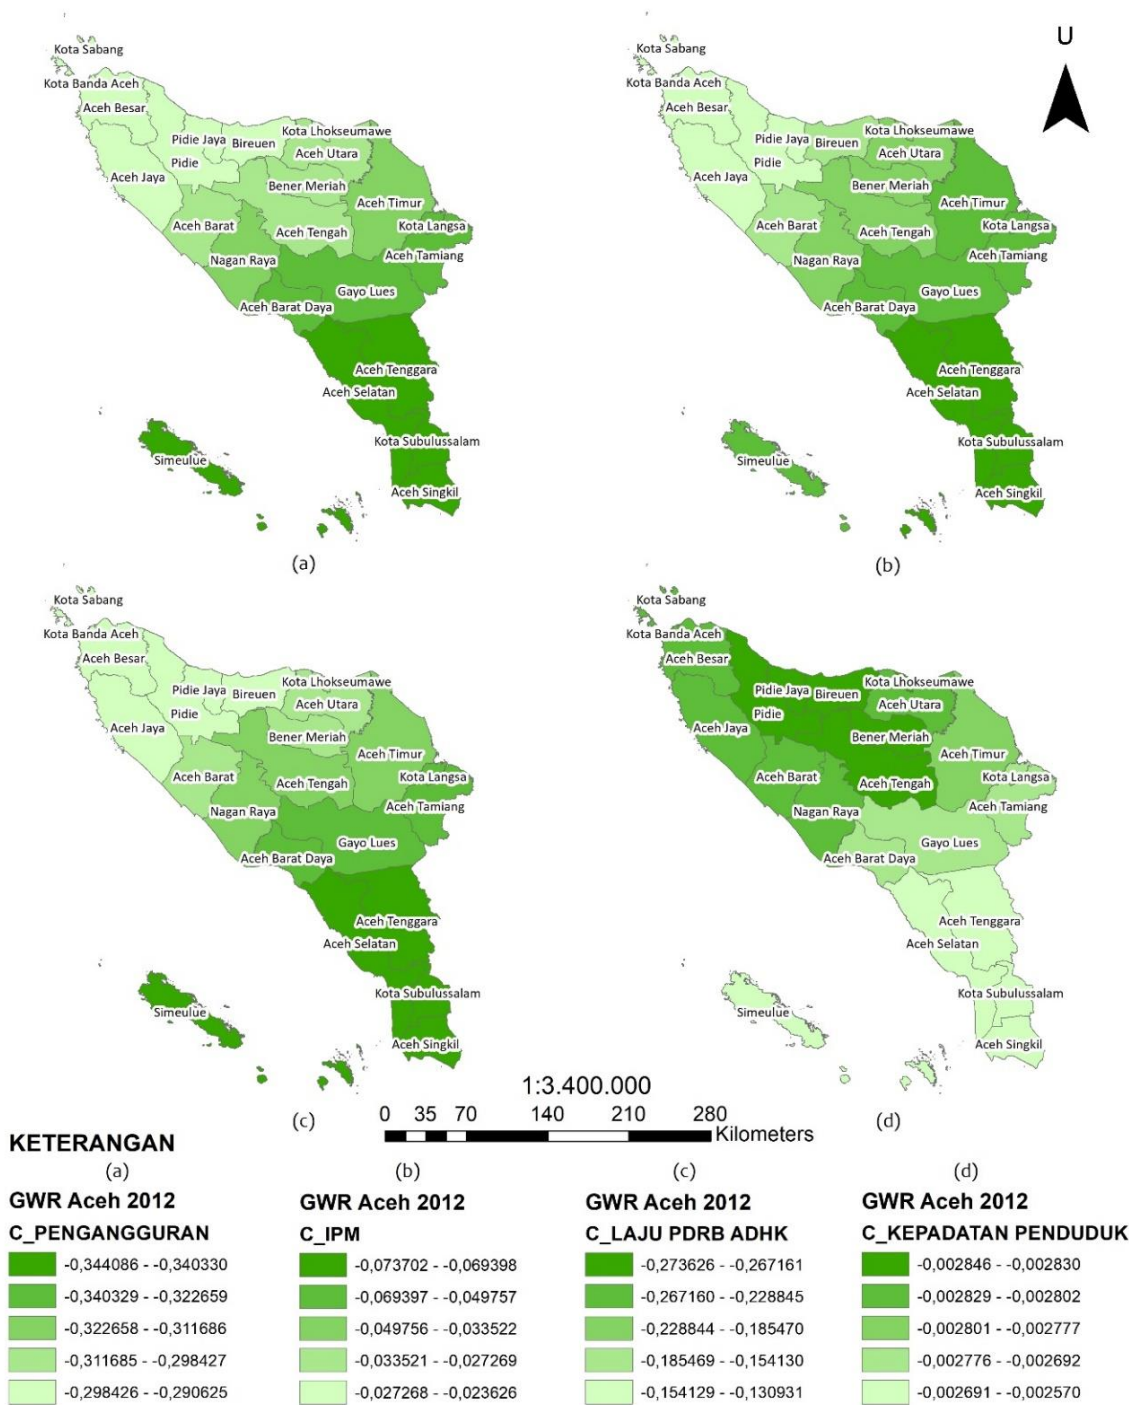 Kota Sabang
Kota Banda Aceh
Aceh Besar
Pidie Jaya
Bireuen
Kota Lhokseumawe
Aceh Utara
Pidie
Aceh Jaya
Bener Meriah
Aceh Timur
Aceh Barat
Aceh Tengah
Kota Langsa
Nagan Raya
Aceh Tamiang
Gayo Lues
Aceh Barat Daya
Aceh Tenggara
Aceh Selatan
Kota Subulussalam
Simeulue
Aceh Singkil
(a)
U
Kota Sabang
Kota Banda Aceh
Aceh Besar
Pidie Jaya
Bireuen
Kota Lhokseumawe
Aceh Utara
Pidie
Aceh Jaya
Bener Meriah
Aceh Timur
Aceh Barat
Aceh Tengah
Kota Langsa
Nagan Raya
Aceh Tamiang
Gayo Lues
Aceh Barat Daya
Aceh Tenggara
Aceh Selatan
Kota Subulussalam
Simeulue
Aceh Singkil
(b)
Kota Sabang
Kota Banda Aceh
Aceh Besar
Pidie Jaya
Bireuen
Kota Lhokseumawe
Aceh Utara
Pidie
Aceh Jaya
Bener Meriah
Aceh Timur
Aceh Barat
Aceh Tengah
Kota Langsa
Nagan Raya
Aceh Tamiang
Gayo Lues
Aceh Barat Daya
Aceh Tenggara
Aceh Selatan
Kota Subulussalam
Simeulue
Aceh Singkil
(c)
Kota Sabang
Kota Banda Aceh
Aceh Besar
Pidie Jaya
Bireuen
Kota Lhokseumawe
Aceh Utara
Pidie
Aceh Jaya
Bener Meriah
Aceh Timur
Aceh Barat
Aceh Tengah
Kota Langsa
Nagan Raya
Aceh Tamiang
Gayo Lues
Aceh Barat Daya
Aceh Tenggara
Aceh Selatan
Kota Subulussalam
Simeulue
Aceh Singkil
(d)
1:3.400.000
0 35 70 140 210 280
Kilometers
KETERANGAN
(a)
GWR Aceh 2012
C_PENGANGGURAN
-0,344086 - -0,340330
-0,340329 - -0,322659
-0,322658 - -0,311686
-0,311685 - -0,298427
-0,298426 - -0,290625
(b)
GWR Aceh 2012
C_IPM
-0,073702 - -0,069398
-0,069397 - -0,049757
-0,049756 - -0,033522
-0,033521 - -0,027269
-0,027268 - -0,023626
(c)
GWR Aceh 2012
C_LAJU PDRB ADHK
-0,273626 - -0,267161
-0,267160 - -0,228845
-0,228844 - -0,185470
-0,185469 - -0,154130
-0,154129 - -0,130931
(d)
GWR Aceh 2012
C_KEPADATAN PENDUDUK
-0,002846 - -0,002830
-0,002829 - -0,002802
-0,002801 - -0,002777
-0,002776 - -0,002692
-0,002691 - -0,002570